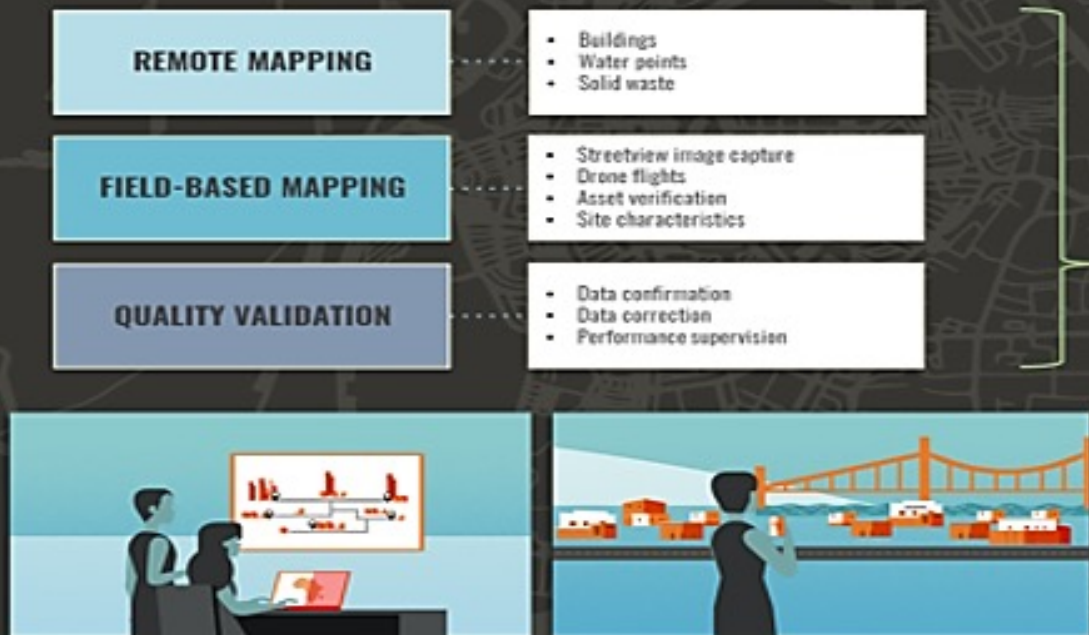 REMOTE MAPPING
• Buildings
• Water points
• Solid waste
FIELD-BASED MAPPING
• Streetview image capture
• Drone flights
• Asset verification
• Site characteristics
QUALITY VALIDATION
• Data confirmation
• Data correction
• Performance supervision